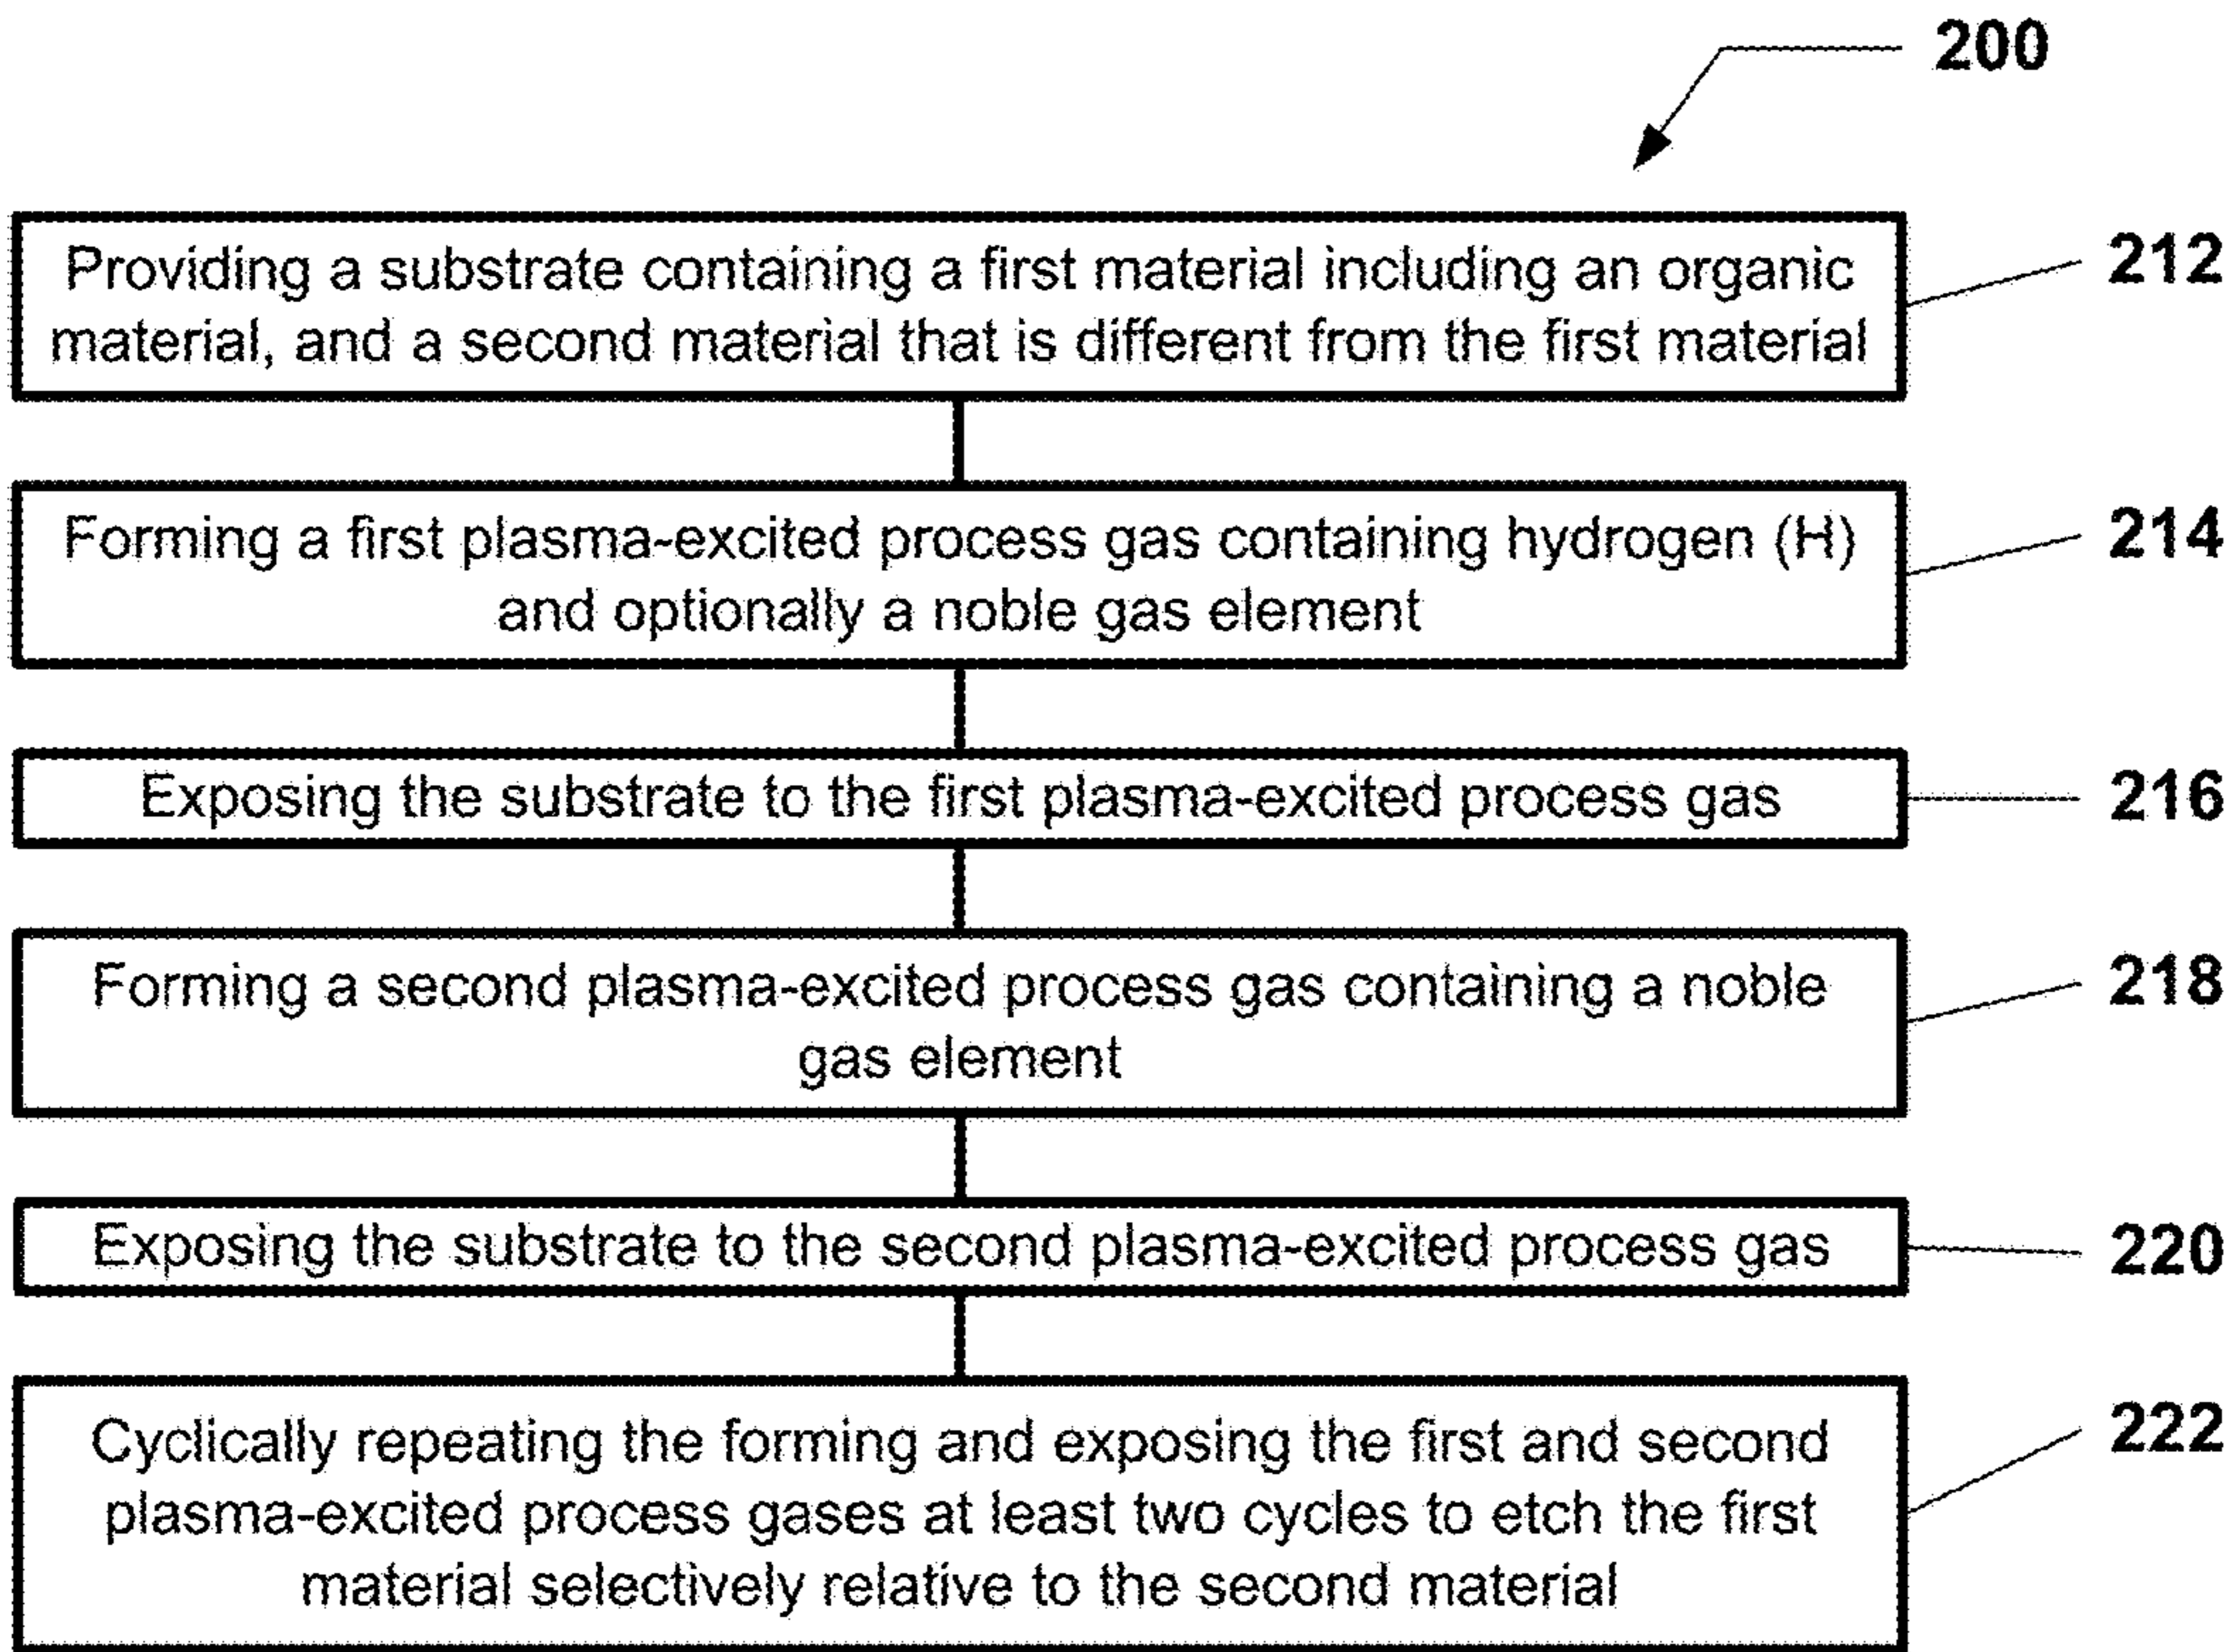 200
Providing a substrate containing a first material including an organic
material, and a second material that is different from the first material
212
Forming a first plasma-excited process gas containing hydrogen (H)
and optionally a noble gas element
214
Exposing the substrate to the first plasma-excited process gas
216
Forming a second plasma-excited process gas containing a noble
gas element
218
Exposing the substrate to the second plasma-excited process gas
220
Cyclically repeating the forming and exposing the first and second
plasma-excited process gases at least two cycles to etch the first
material selectively relative to the second material
222